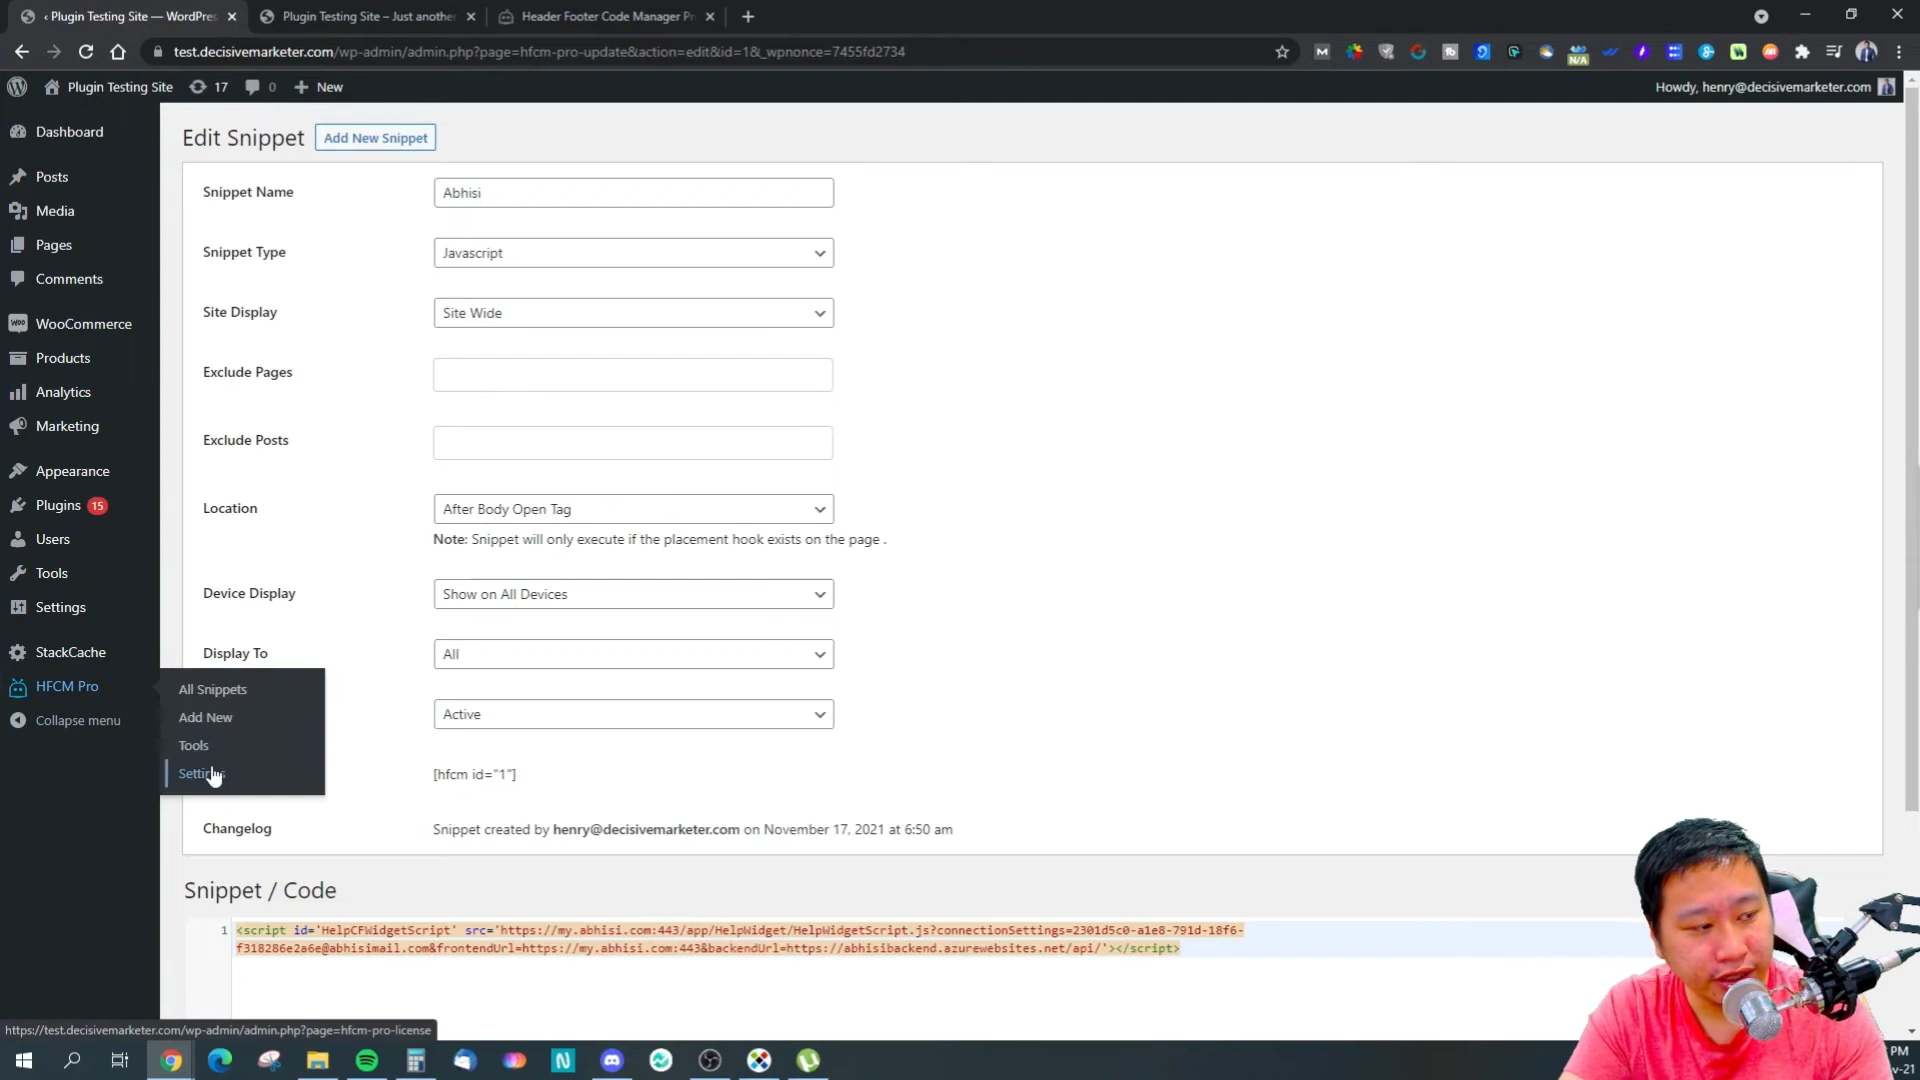 ‹ Plugin Testing Site — WordPres
Plugin Testing Site – Just another
Header Footer Code Manager Pr
test.decisivemarketer.com/wp-admin/admin.php?page=hfcm-pro-update&action=edit&id=1&_wpnonce=7455fd2734
N/A
Plugin Testing Site
17
0
New
Howdy, henry@decisivemarketer.com
Dashboard
Posts
Media
Pages
Comments
WooCommerce
Products
Analytics
Marketing
Appearance
Plugins 15
Users
Tools
Settings
StackCache
HFCM Pro
Collapse menu
All Snippets
Add New
Tools
Settings
Edit Snippet
Add New Snippet
Snippet Name
Abhisi
Snippet Type
Javascript
Site Display
Site Wide
Exclude Pages
Exclude Posts
Location
After Body Open Tag
Note: Snippet will only execute if the placement hook exists on the page .
Device Display
Show on All Devices
Display To
All
Active
[hfcm id="1"]
Changelog
Snippet created by henry@decisivemarketer.com on November 17, 2021 at 6:50 am
Snippet / Code
1
<script id='HelpCFWidgetScript' src='https://my.abhisi.com:443/app/HelpWidget/HelpWidgetScript.js?connectionSettings=2301d5c0-a1e8-791d-18f6-
f318286e2a6e@abhisimail.com&frontendUrl=https://my.abhisi.com:443&backendUrl=https://abhisibackend.azurewebsites.net/api/'></script>
https://test.decisivemarketer.com/wp-admin/admin.php?page=hfcm-pro-license
PM
v-21